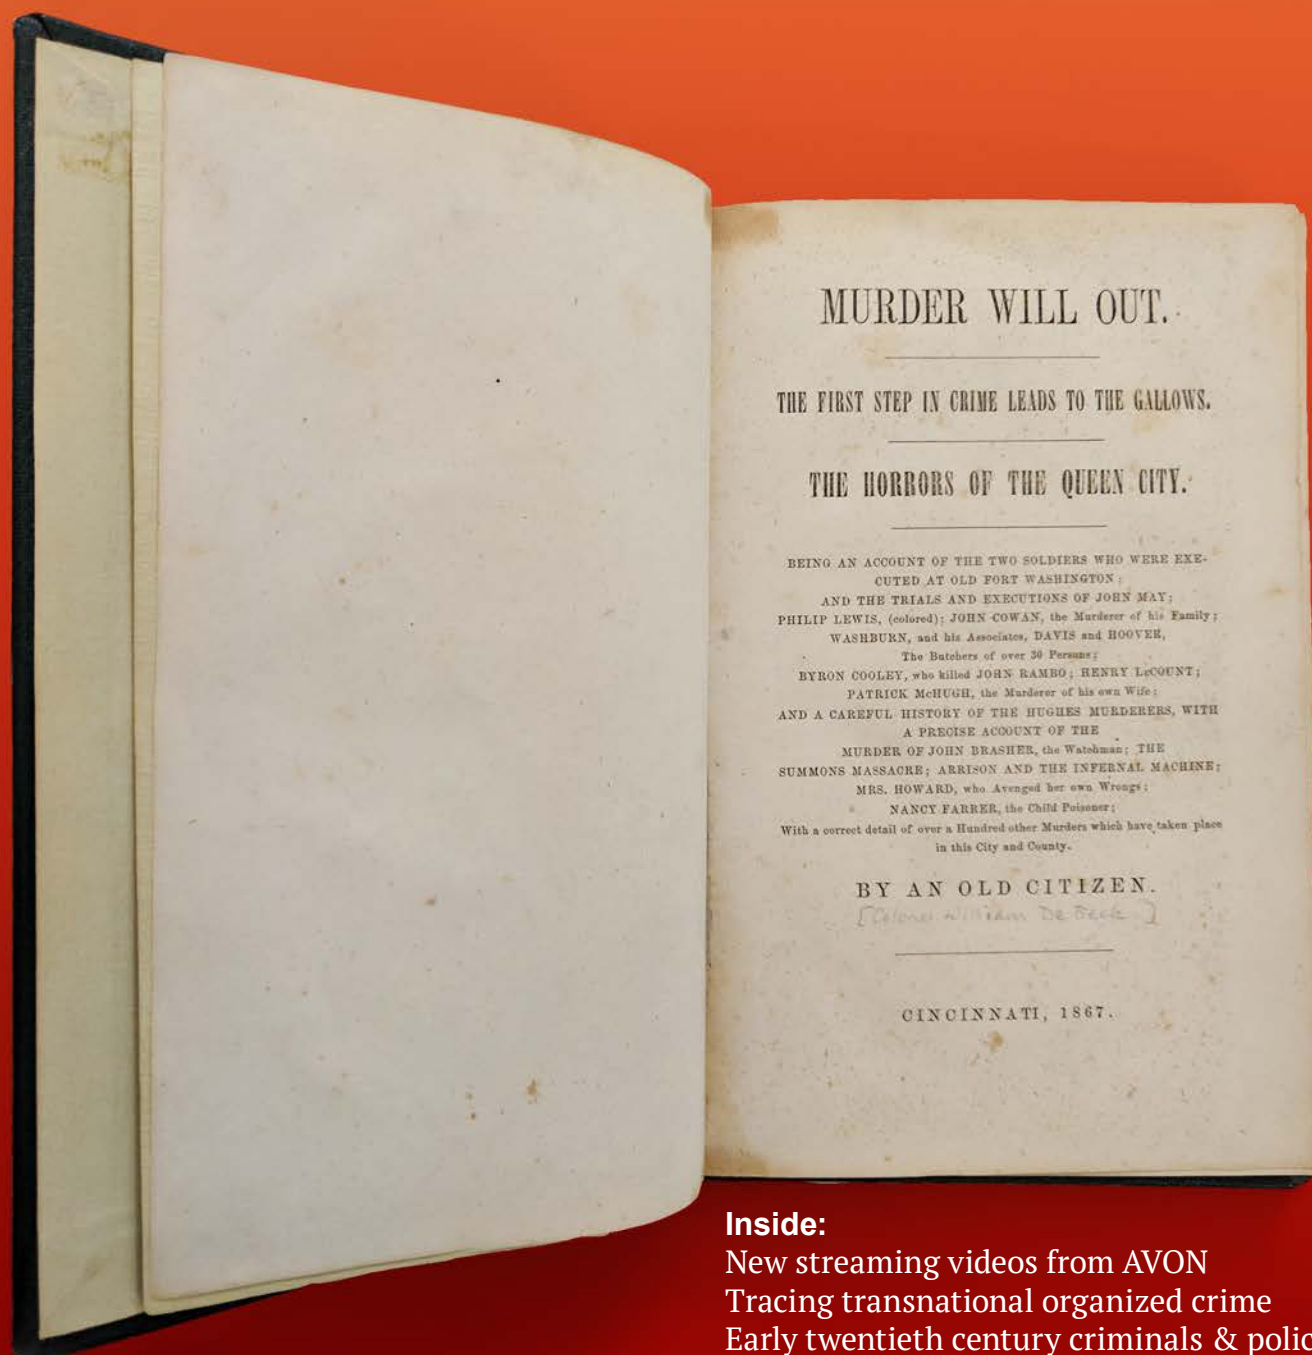 MURDER WILL OUT.
THE FIRST STEP IN CRIME LEADS TO THE GALLOWS.
THE HORRORS OF THE QUEEN CITY.
BEING AN ACCOUNT OF THE TWO SOLDIERS WHO WERE EXE-
CUTED AT OLD FORT WASHINGTON;
AND THE TRIALS AND EXECUTIONS OF JOHN MAY;
PHILIP LEWIS, (colored); JOHN COWAN, the Murderer of his Family;
WASHBURN, and his Associates, DAVIS and HOOVER,
The Butchers of over 30 Persons;
BYRON COOLEY, who killed JOHN RAMBO; HENRY LeCOUNT;
PATRICK McHUGH, the Murderer of his own Wife;
AND A CAREFUL HISTORY OF THE HUGHES MURDERERS, WITH
A PRECISE ACCOUNT OF THE
MURDER OF JOHN BRASHER, the Watchman; THE
SUMMONS MASSACRE; ARRISON AND THE INFERNAL MACHINE;
MRS. HOWARD, who Avenged her own Wrongs;
NANCY FARRER, the Child Poisoner;
With a correct detail of over a Hundred other Murders which have taken place
in this City and County.
BY AN OLD CITIZEN.
[Colonel William De Beck]
CINCINNATI, 1867.
Inside:
New streaming videos from AVON
Tracing transnational organized crime
Early twentieth century criminals & polic